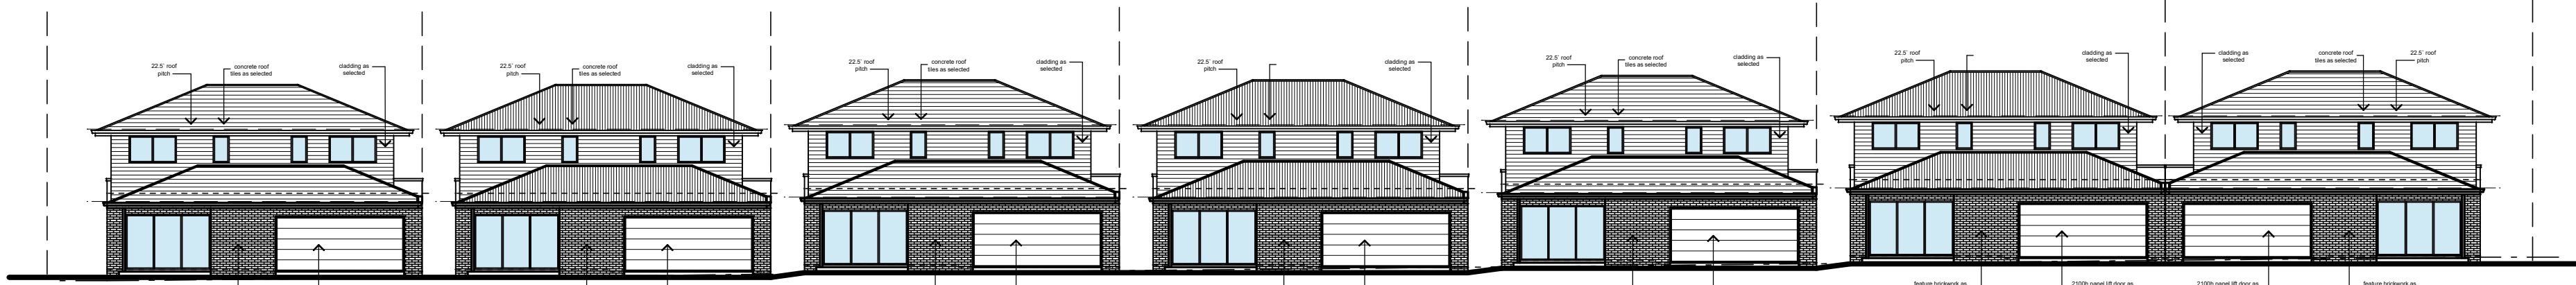 22.5° roof
pitch
concrete roof
tiles as selected
cladding as
selected
22.5° roof
pitch
concrete roof
tiles as selected
cladding as
selected
22.5° roof
pitch
concrete roof
tiles as selected
cladding as
selected
22.5° roof
pitch
cladding as
selected
22.5° roof
pitch
concrete roof
tiles as selected
cladding as
selected
22.5° roof
pitch
cladding as
selected
cladding as
selected
concrete roof
tiles as selected
22.5° roof
pitch
feature brickwork as
2100h panel lift door as
2100h panel lift door as
feature brickwork as